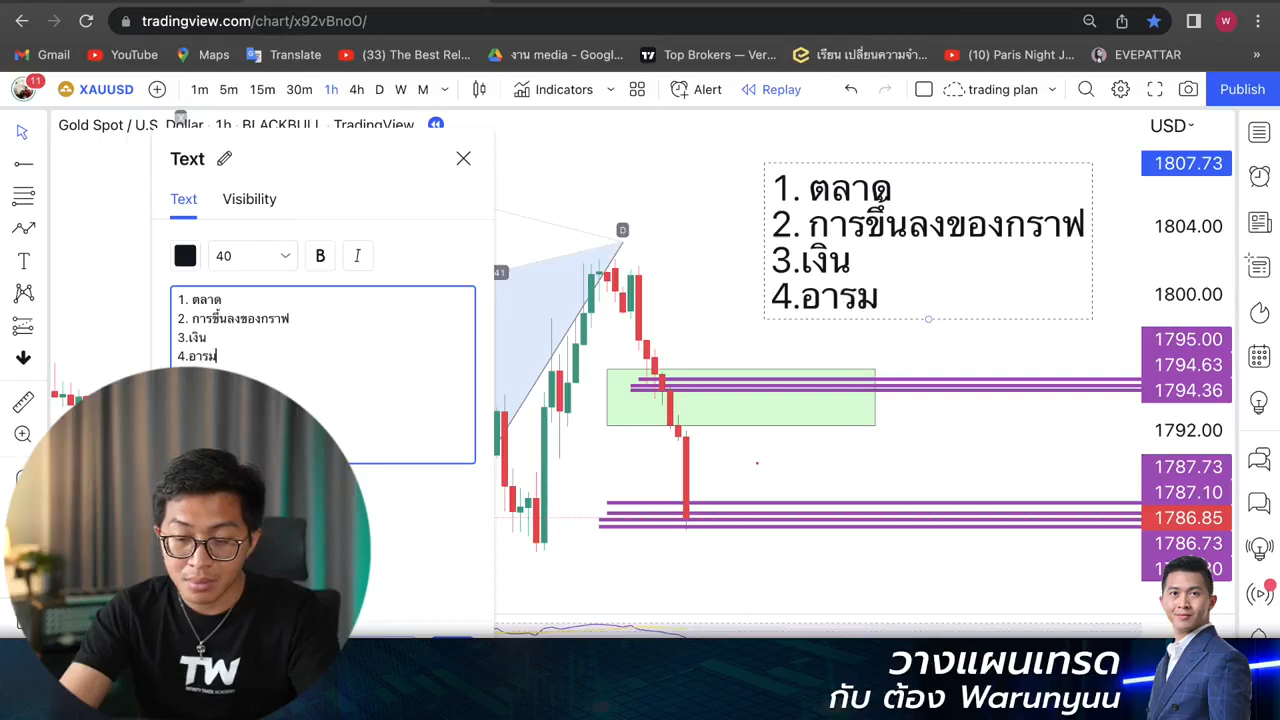 tradingview.com/chart/x92vBnoO/
W
Gmail
YouTube
Maps
Translate
(33) The Best Rel...
งาน media - Googl...
Top Brokers — Ver...
เรียน เปลี่ยนความจำ...
(10) Paris Night J...
EVEPATTAR
»
11
XAUUSD
1m 5m 15m 30m 1h 4h D W M
Indicators
Alert
Replay
trading plan
Publish
Gold Spot / U.S. Dollar · 1h · BLACKBULL · TradingView
USD
Text
Text
Visibility
40
B
I
1. ตลาด
2. การขึ้นลงของกราฟ
3.เงิน
4.อารม
1. ตลาด
2. การขึ้นลงของกราฟ
3.เงิน
4.อารม
D
41
1807.73
1804.00
1800.00
1795.00
1794.63
1794.36
1792.00
1787.73
1787.10
1786.85
1786.73
TW
INFINITY TRADE ACADEMY
วางแผนเทรด
กับ ต้อง Warunyuu